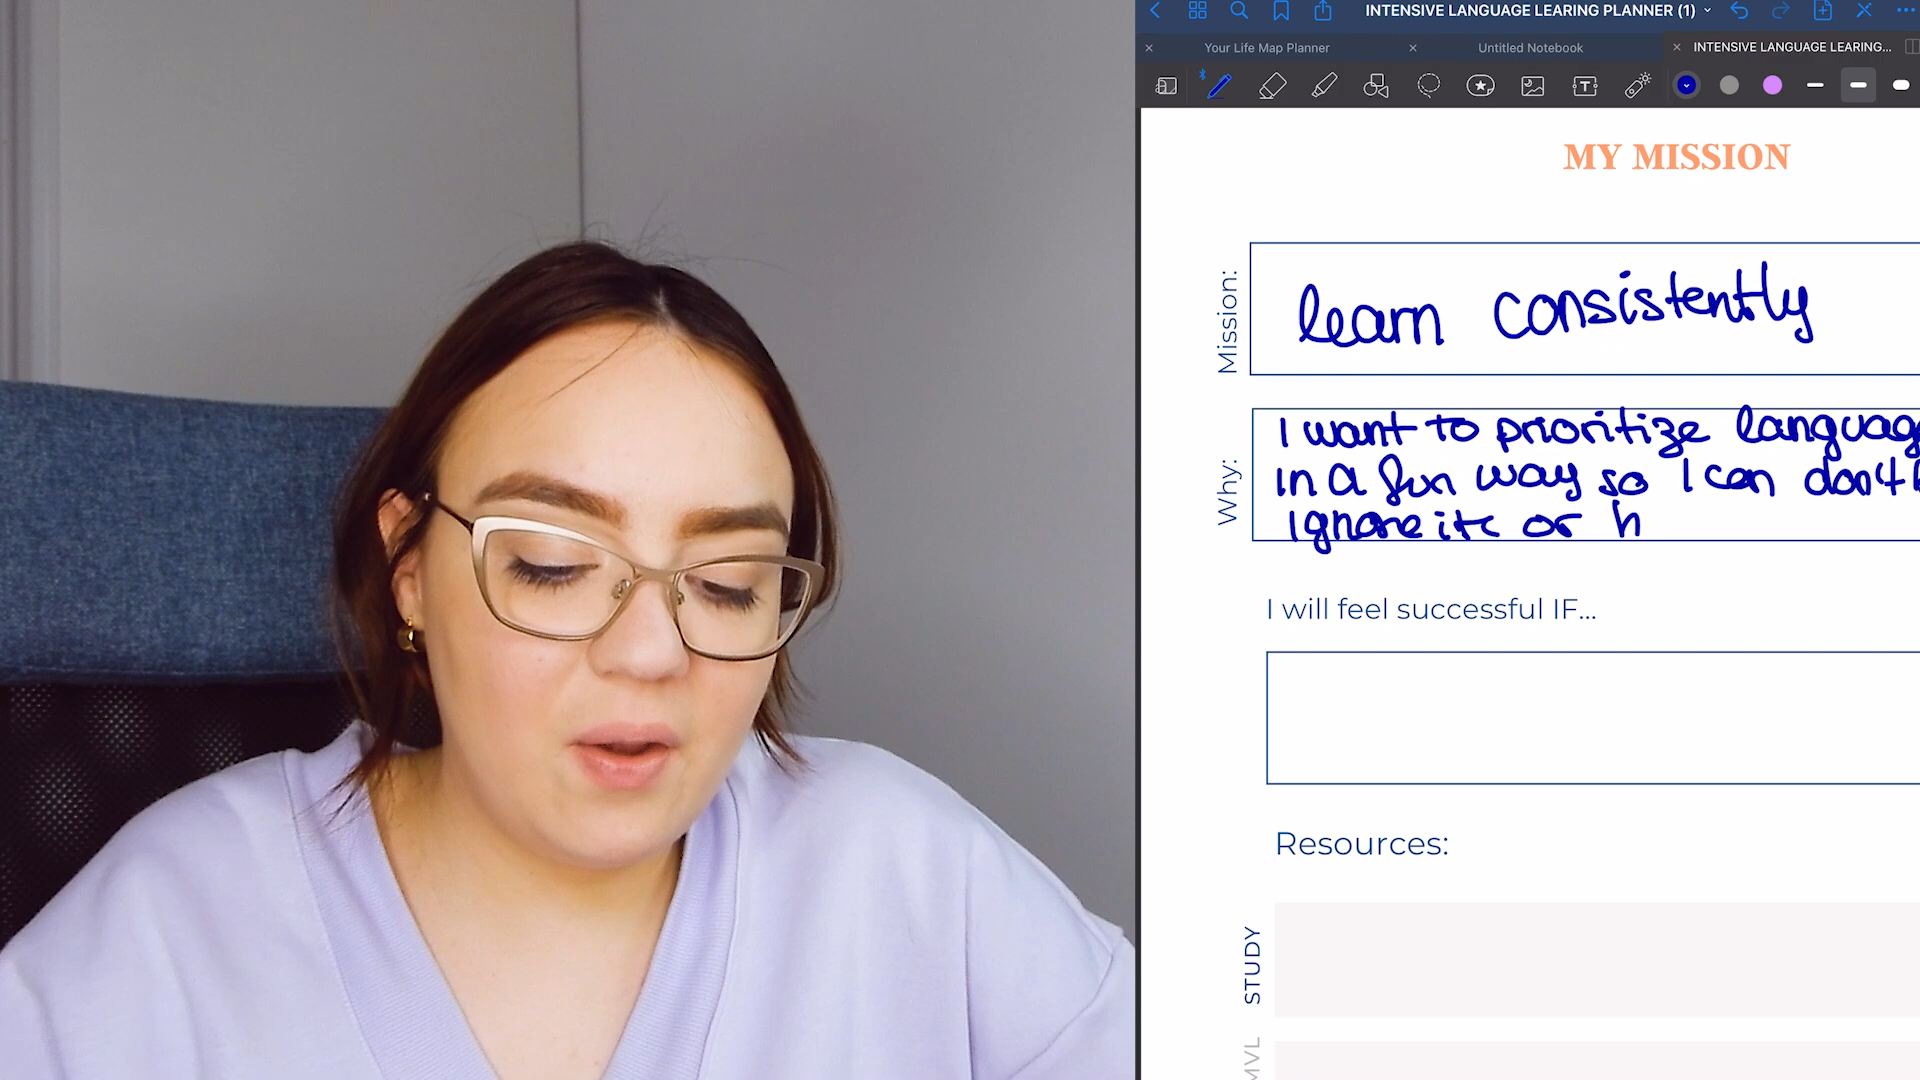 INTENSIVE LANGUAGE LEARING PLANNER (1)
Your Life Map Planner
Untitled Notebook
INTENSIVE LANGUAGE LEARING...
MY MISSION
Mission:
learn consistently
Why:
I want to prioritize languag
in a fun way so I can don't
ignore it or h
I will feel successful IF...
Resources:
STUDY
MVL